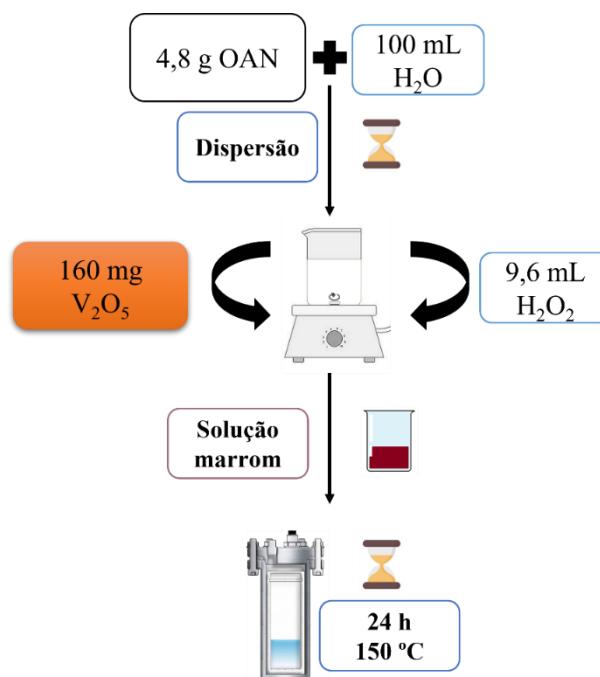 4,8 g OAN
100 mL
H₂O
Dispersão
160 mg
V₂O₅
9,6 mL
H₂O₂
Solução
marrom
24 h
150 ºC